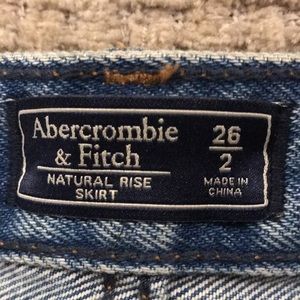 Abercrombie
& Fitch
NATURAL RISE
SKIRT
26
2
MADE IN
CHINA